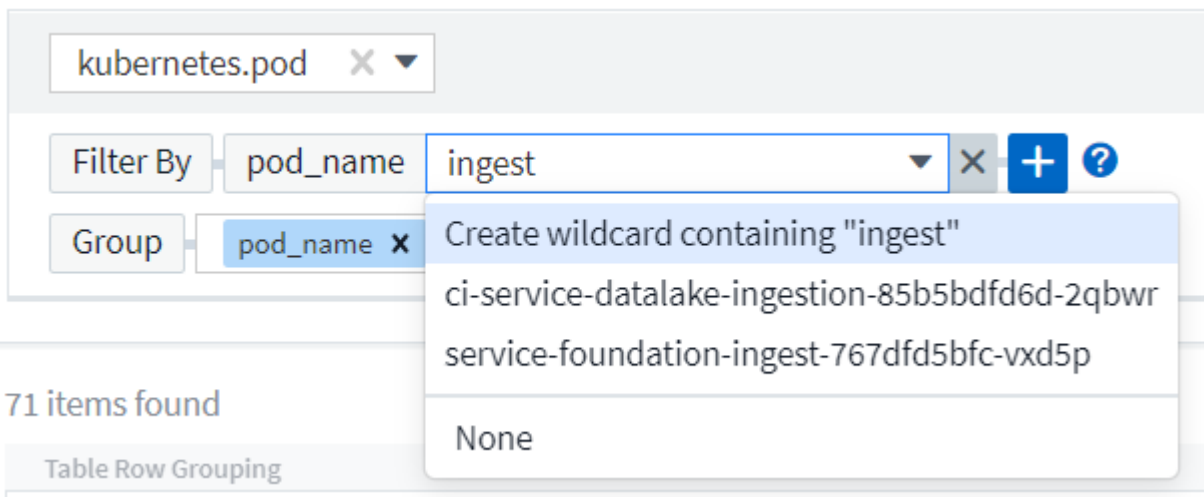 kubernetes.pod
Filter By pod_name ingest
Group pod_name
Create wildcard containing "ingest"
ci-service-datalake-ingestion-85b5bdfd6d-2qbwr
service-foundation-ingest-767dfd5bfc-vxd5p
None
71 items found
Table Row Grouping